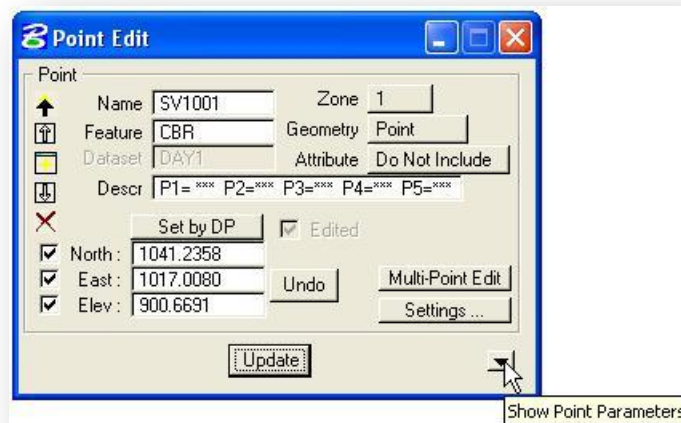 Point Edit
Point
Name SV1001 Zone 1
Feature CBR Geometry Point
Dataset DAY1 Attribute Do Not Include
Descr P1= *** P2=*** P3=*** P4=*** P5=***
Set by DP Edited
North : 1041.2358
East : 1017.0080 Undo Multi-Point Edit
Elev : 900.6691 Settings ...
Update
Show Point Parameters